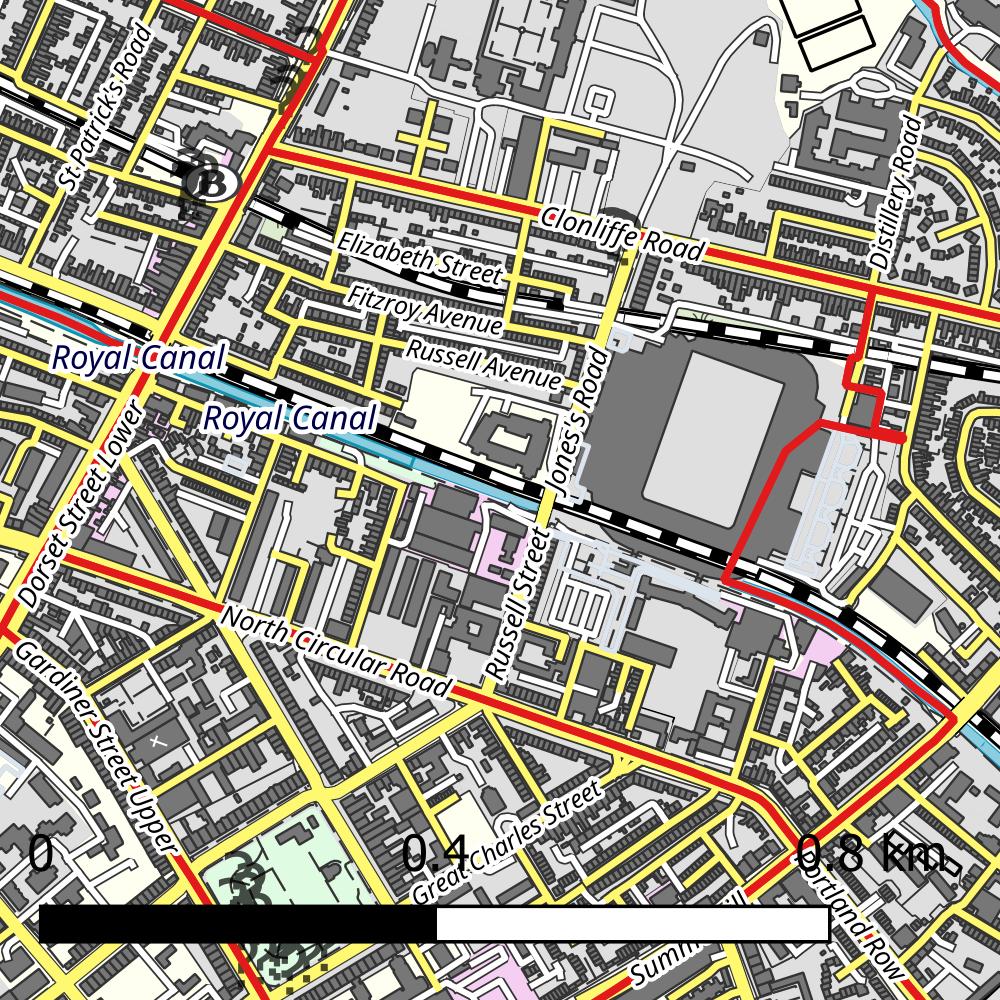 St Patrick's Road
B
Distillery Road
Clonliffe Road
Elizabeth Street
Fitzroy Avenue
Russell Avenue
Royal Canal
Royal Canal
Jones's Road
Dorset Street Lower
Russell Street
North Circular Road
Gardiner Street Upper
Great Charles Street
0
0.4
0.8 km
Portland Row